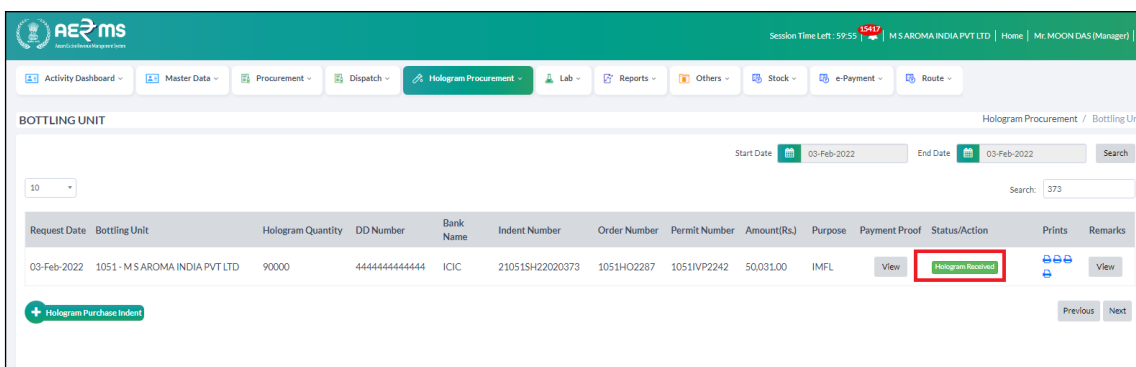 AERMS
Session Time Left : 59:55 15417 | M S AROMA INDIA PVT LTD | Home | Mr. MOON DAS (Manager) |
Activity Dashboard Master Data Procurement Dispatch Hologram Procurement Lab Reports Others Stock e-Payment Route
BOTTLING UNIT Hologram Procurement / Bottling Un
Start Date 03-Feb-2022 End Date 03-Feb-2022 Search
10 Search: 373
Request Date Bottling Unit Hologram Quantity DD Number Bank Name Indent Number Order Number Permit Number Amount(Rs.) Purpose Payment Proof Status/Action Prints Remarks
03-Feb-2022 1051 - M S AROMA INDIA PVT LTD 90000 4444444444444 ICIC 21051SH22020373 1051HO2287 1051IVP2242 50,031.00 IMFL View Hologram Received View
Hologram Purchase Indent Previous Next